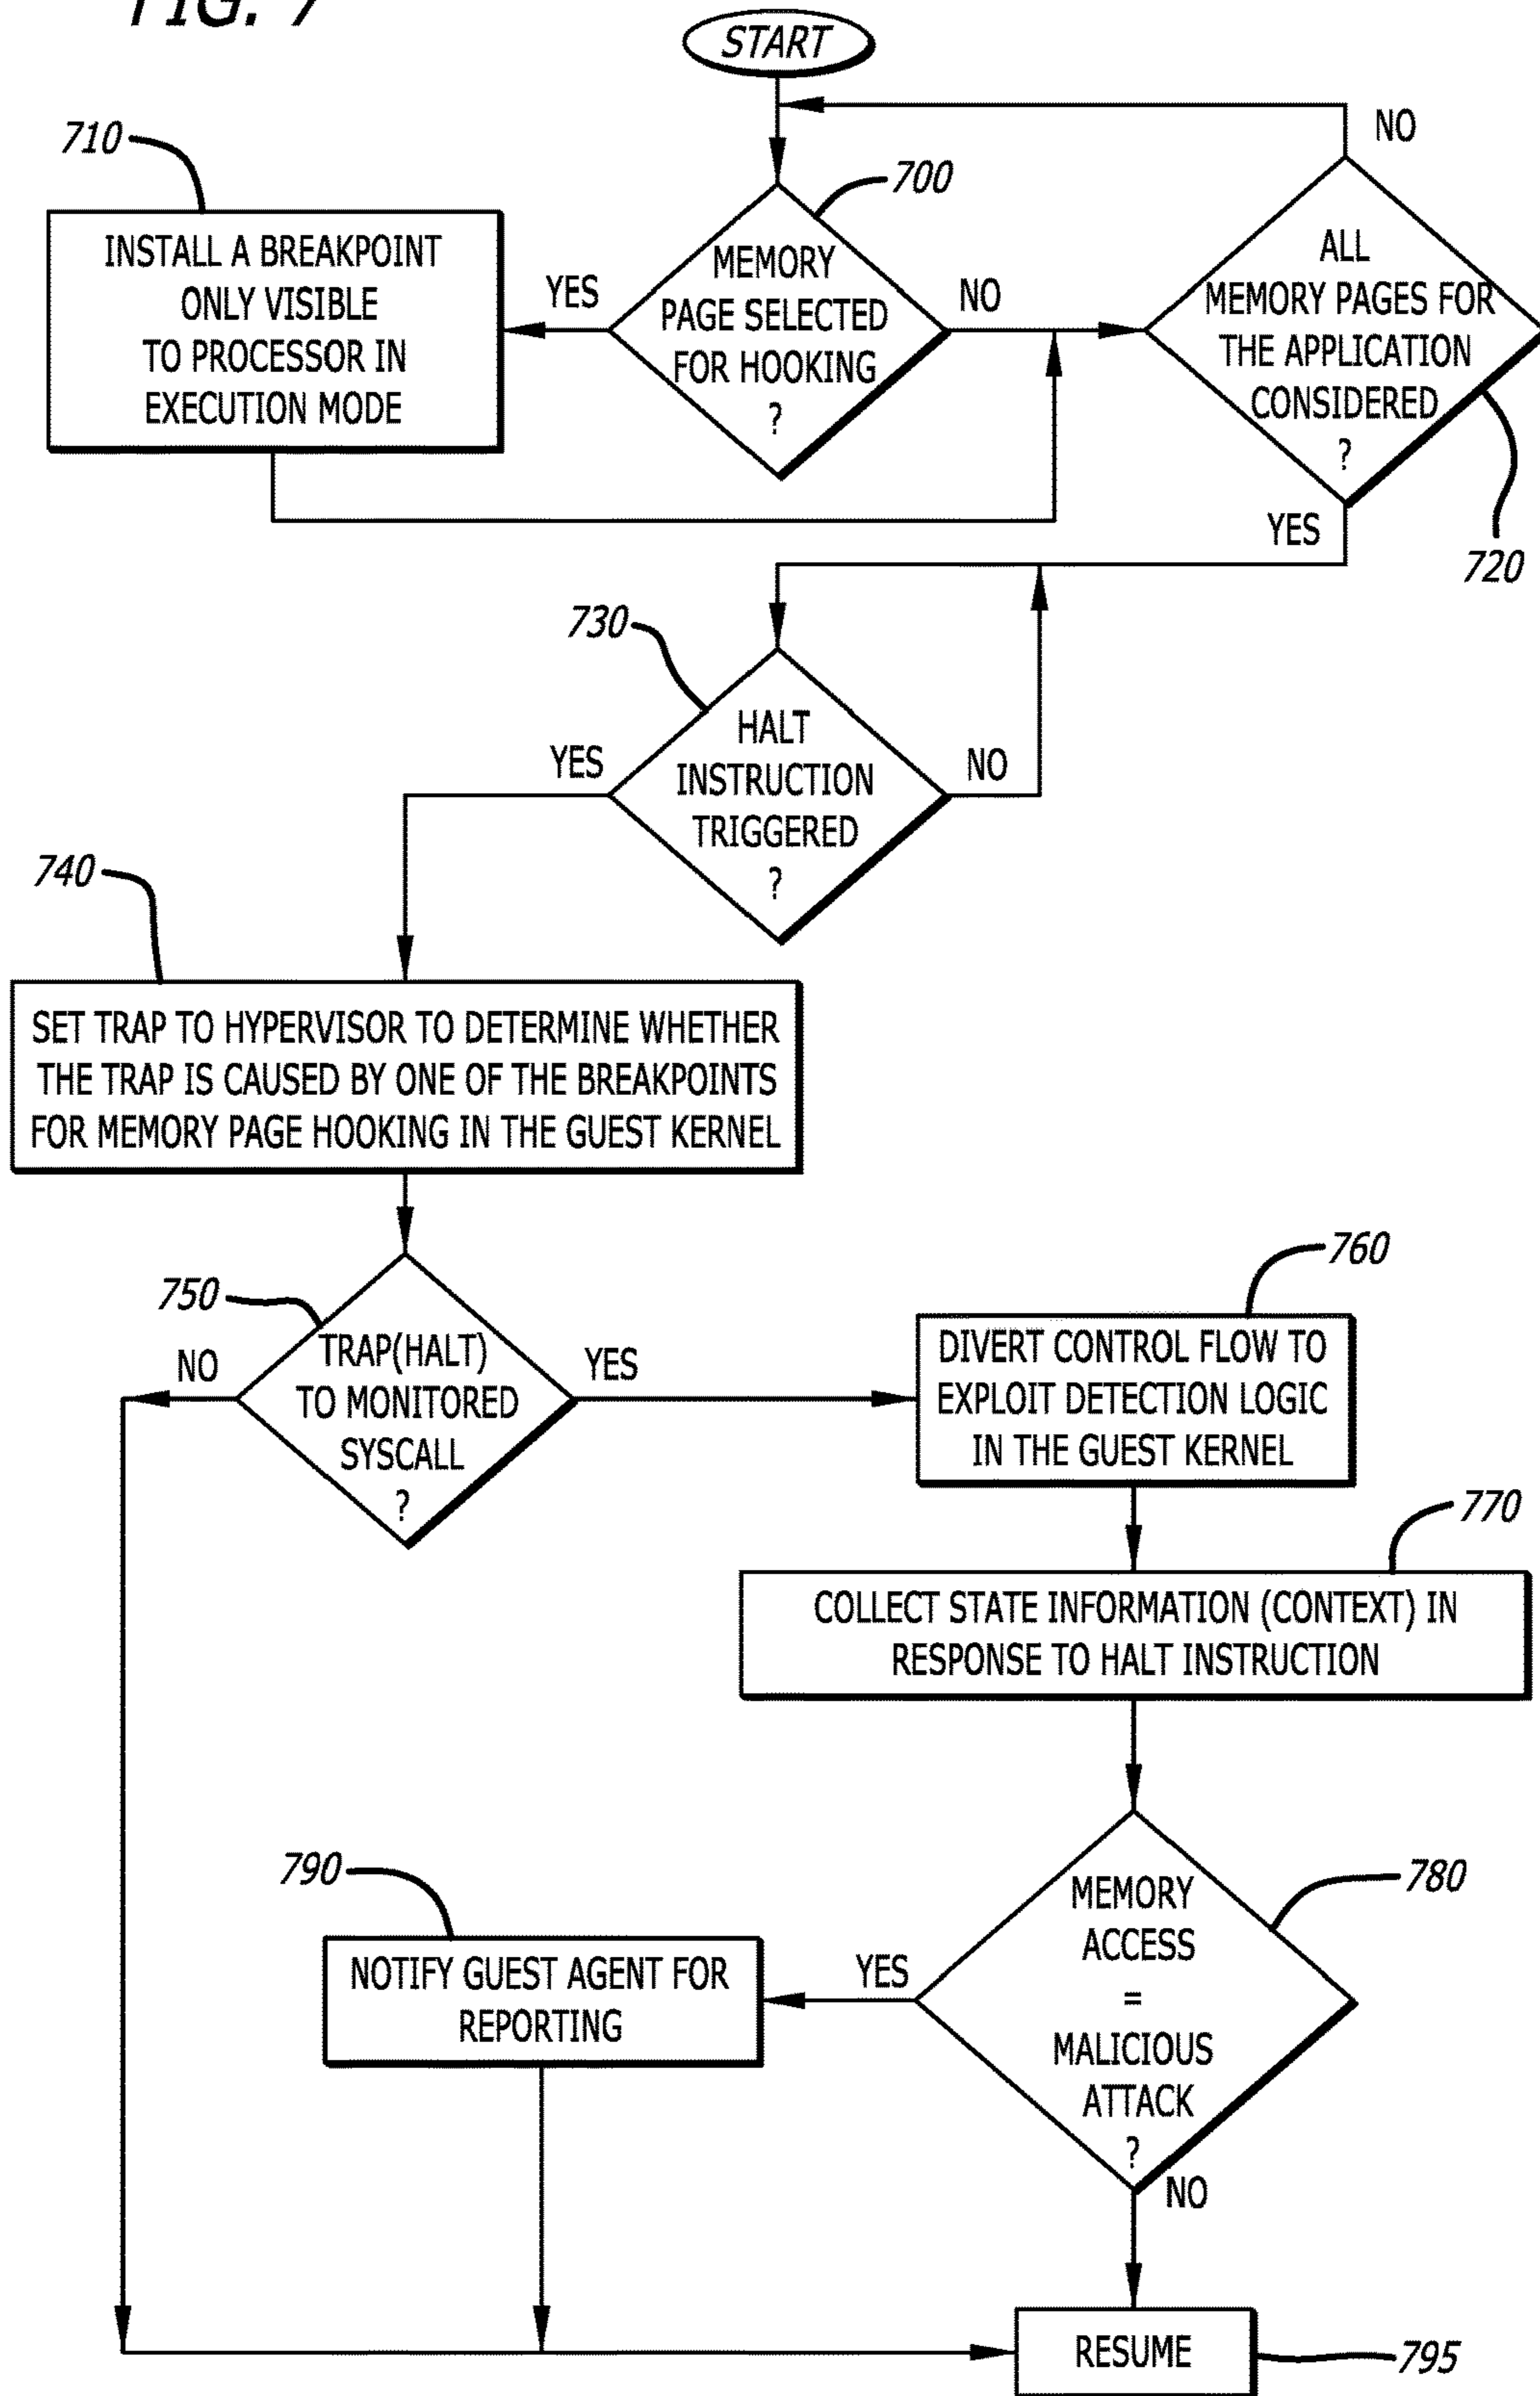 FIG. 7
START
NO
710
700
INSTALL A BREAKPOINT
ONLY VISIBLE
TO PROCESSOR IN
EXECUTION MODE
YES
MEMORY
PAGE SELECTED
FOR HOOKING
?
NO
ALL
MEMORY PAGES FOR
THE APPLICATION
CONSIDERED
?
YES
720
730
YES
HALT
INSTRUCTION
TRIGGERED
?
NO
740
SET TRAP TO HYPERVISOR TO DETERMINE WHETHER
THE TRAP IS CAUSED BY ONE OF THE BREAKPOINTS
FOR MEMORY PAGE HOOKING IN THE GUEST KERNEL
750
NO
TRAP(HALT)
TO MONITORED
SYSCALL
?
YES
760
DIVERT CONTROL FLOW TO
EXPLOIT DETECTION LOGIC
IN THE GUEST KERNEL
770
COLLECT STATE INFORMATION (CONTEXT) IN
RESPONSE TO HALT INSTRUCTION
780
MEMORY
ACCESS
=
MALICIOUS
ATTACK
?
YES
790
NOTIFY GUEST AGENT FOR
REPORTING
NO
RESUME
795